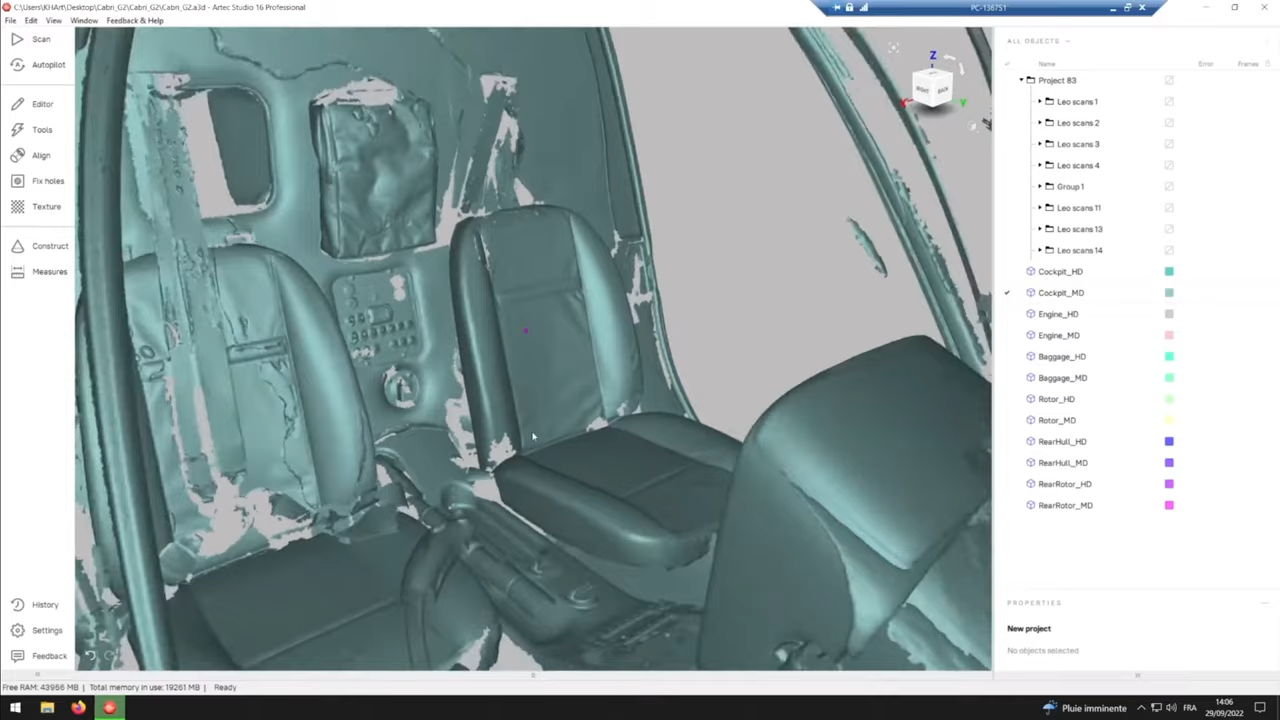 C:\Users\KHArt\Desktop\Cabri_G2\Cabri_G2\Cabri_G2.a3d - Artec Studio 16 Professional
PC-136751
File Edit View Window Feedback & Help
Scan
Autopilot
Editor
Tools
Align
Fix holes
Texture
Construct
Measures
History
Settings
Feedback
Z
X
Y
RIGHT
BACK
ALL OBJECTS
Name Error Frames
Project 83
Leo scans 1
Leo scans 2
Leo scans 3
Leo scans 4
Group 1
Leo scans 11
Leo scans 13
Leo scans 14
Cockpit_HD
Cockpit_MD
Engine_HD
Engine_MD
Baggage_HD
Baggage_MD
Rotor_HD
Rotor_MD
RearHull_HD
RearHull_MD
RearRotor_HD
RearRotor_MD
PROPERTIES
New project
No objects selected
Free RAM: 43966 MB | Total memory in use: 19261 MB | Ready
Pluie imminente
FRA
14:06
29/09/2022